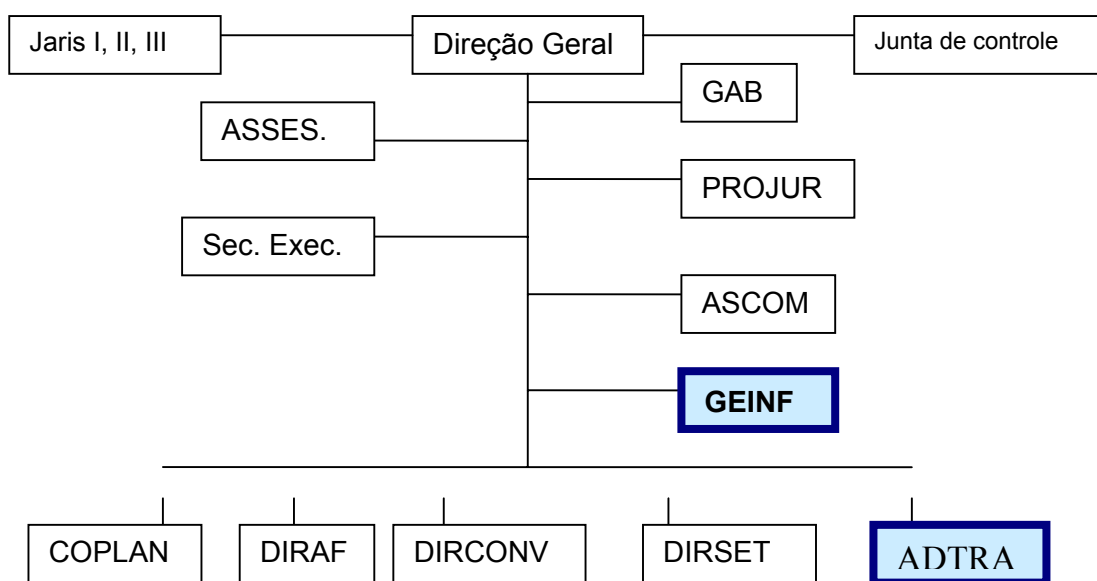 Jaris I, II, III
Direção Geral
Junta de controle
GAB
ASSES.
PROJUR
Sec. Exec.
ASCOM
GEINF
COPLAN
DIRAF
DIRCONV
DIRSET
ADTRA